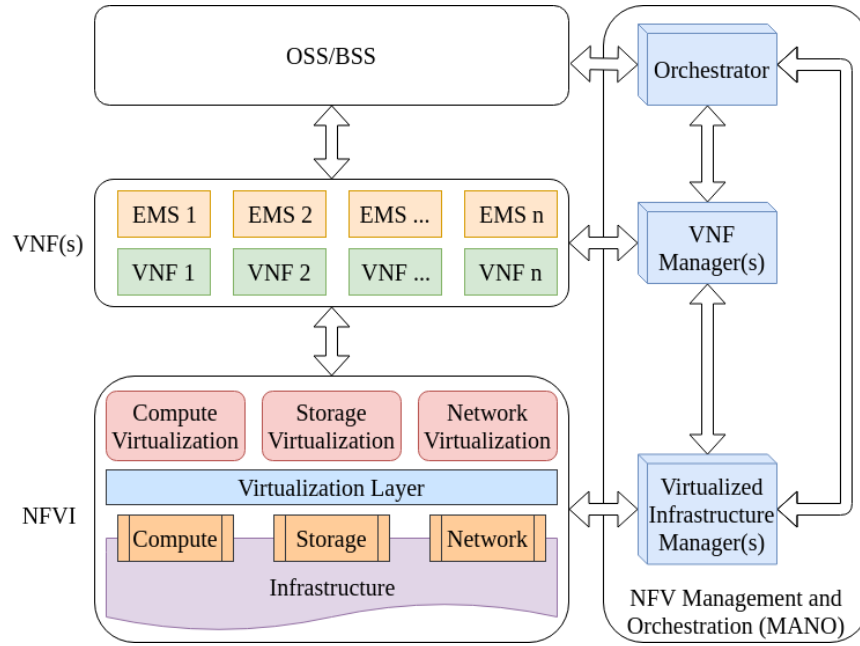 OSS/BSS
Orchestrator
VNF(s)
EMS 1
EMS 2
EMS ...
EMS n
VNF 1
VNF 2
VNF ...
VNF n
VNF
Manager(s)
NFVI
Compute
Virtualization
Storage
Virtualization
Network
Virtualization
Virtualization Layer
Compute
Storage
Network
Infrastructure
Virtualized
Infrastructure
Manager(s)
NFV Management and
Orchestration (MANO)